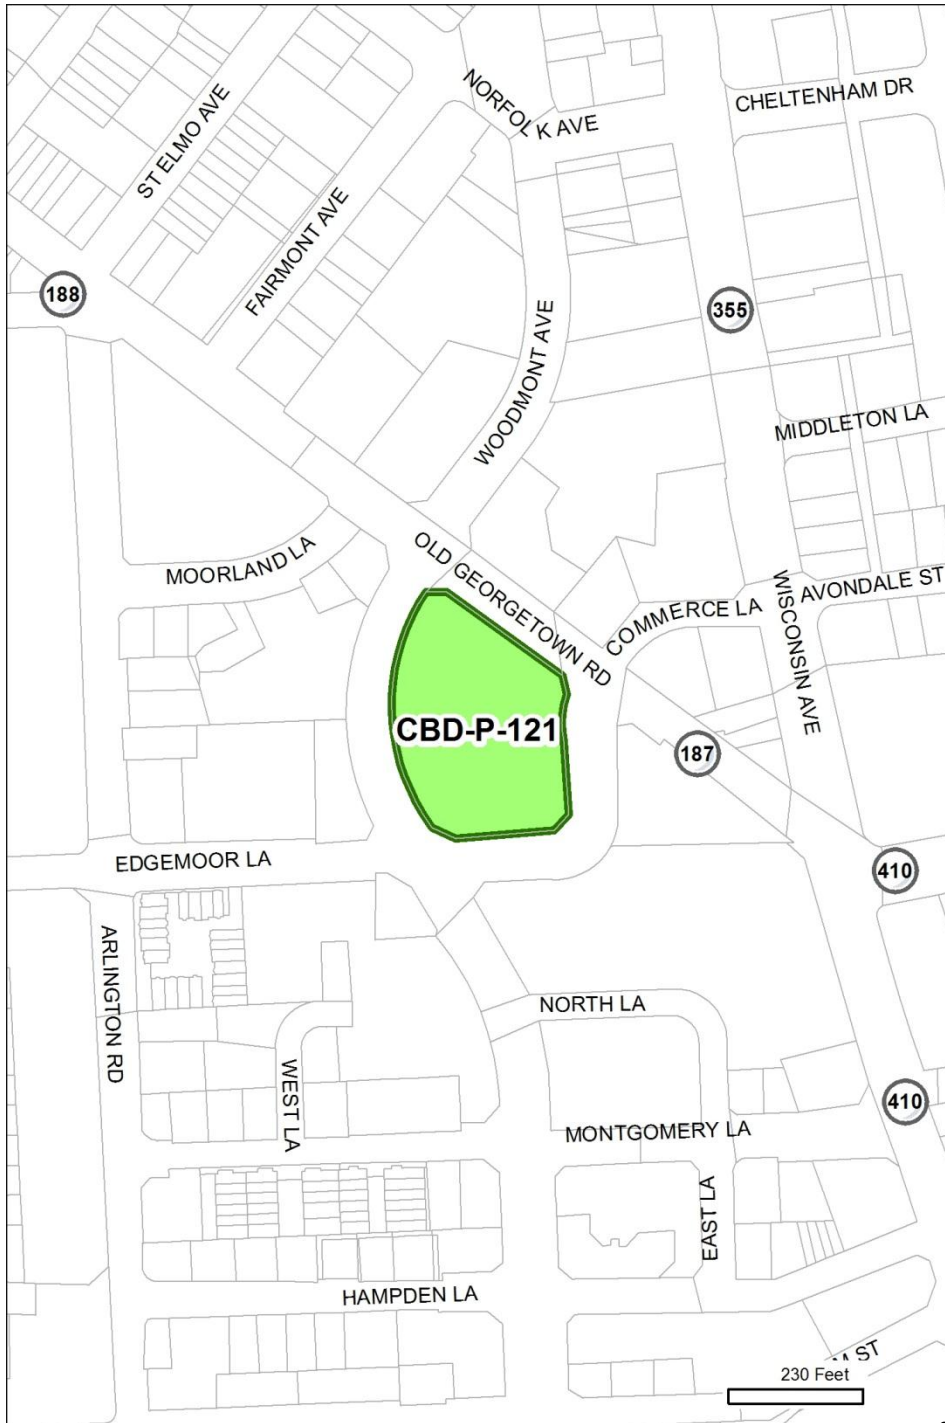 NORFOLK AVE
CHELTENHAM DR
ST ELMO AVE
FAIRMONT AVE
188
355
WOODMONT AVE
MIDDLETON LA
MOORLAND LA
OLD GEORGETOWN RD
COMMERCE LA
AVONDALE ST
WISCONSIN AVE
CBD-P-121
187
EDGEMOOR LA
410
ARLINGTON RD
NORTH LA
WEST LA
410
MONTGOMERY LA
EAST LA
HAMPDEN LA
ST
230 Feet